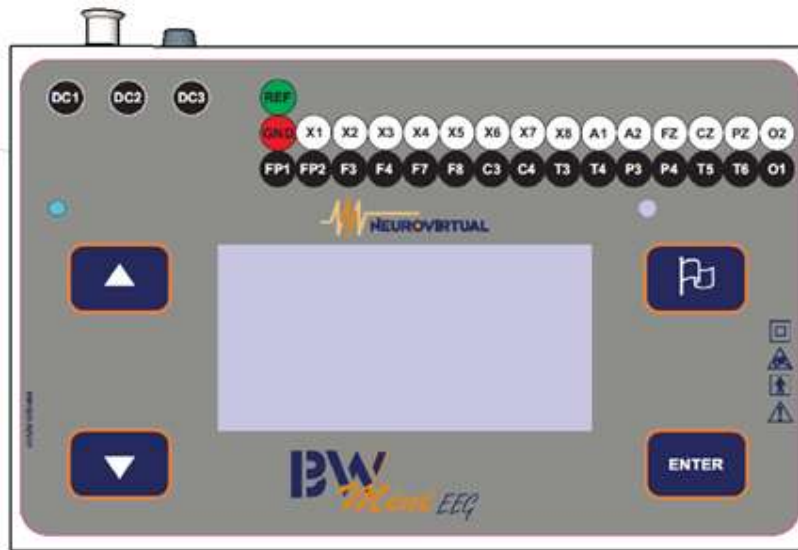 DC1 DC2 DC3 REF
GND X1 X2 X3 X4 X5 X6 X7 X8 A1 A2 FZ CZ PZ O2
FP1 FP2 F3 F4 F7 F8 C3 C4 T3 T4 P3 P4 T5 T6 O1
NEUROVIRTUAL
ENTER
BW
EEG